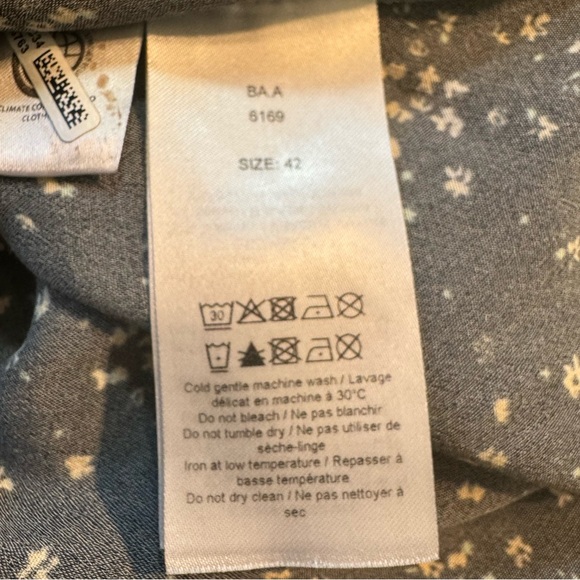 BA.A
6169
SIZE: 42
30
Cold gentle machine wash / Lavage
délicat en machine à 30°C
Do not bleach / Ne pas blanchir
Do not tumble dry / Ne pas utiliser de
sèche-linge
Iron at low temperature / Repasser à
basse température
Do not dry clean / Ne pas nettoyer à
sec